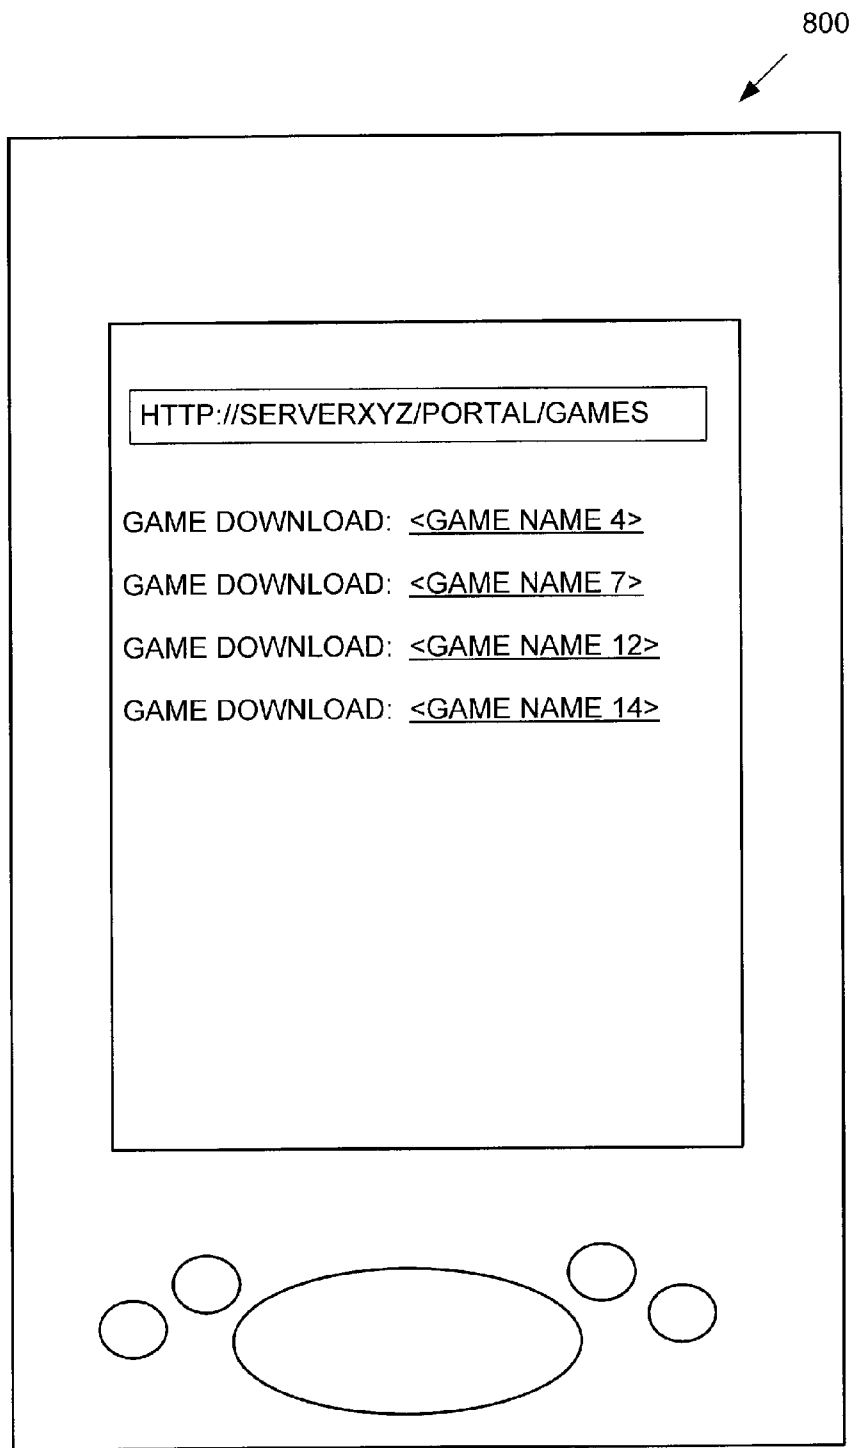 800
HTTP://SERVERXYZ/PORTAL/GAMES
GAME DOWNLOAD: <GAME NAME 4>
GAME DOWNLOAD: <GAME NAME 7>
GAME DOWNLOAD: <GAME NAME 12>
GAME DOWNLOAD: <GAME NAME 14>